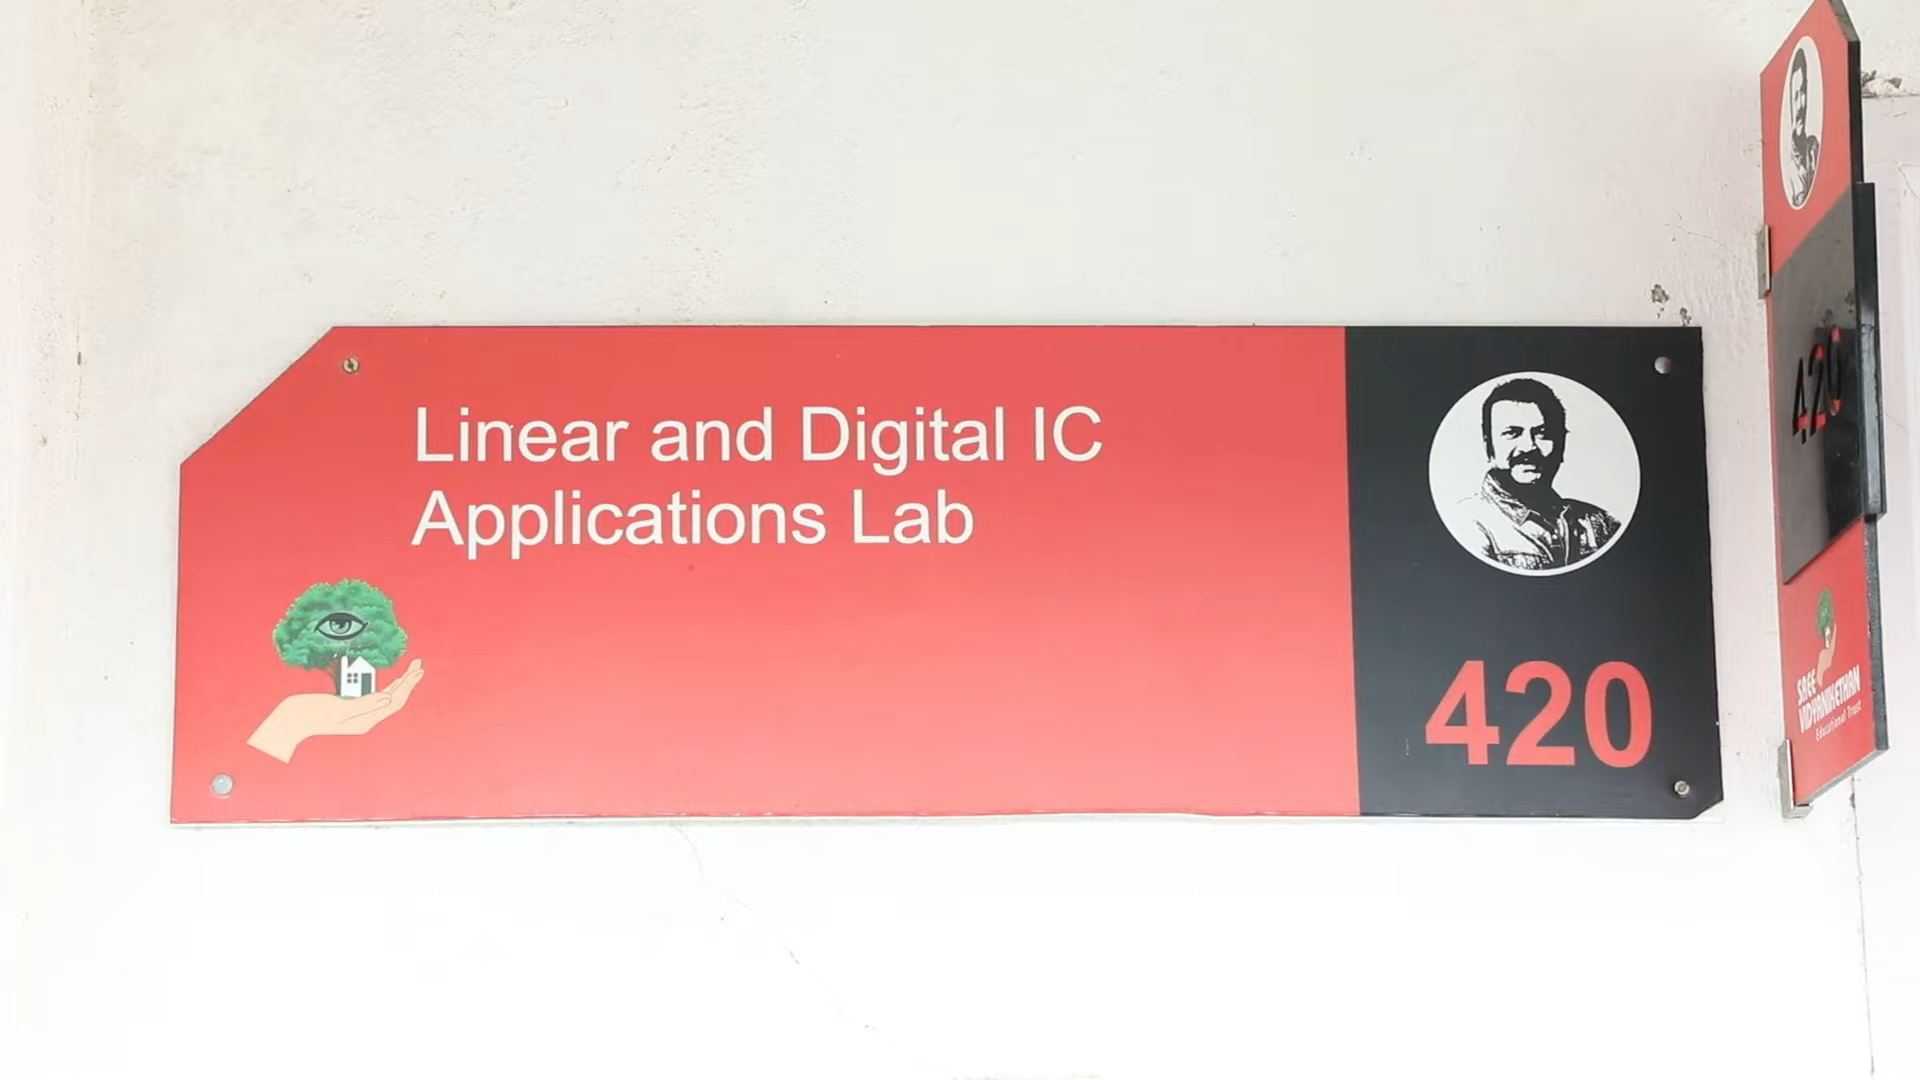 Linear and Digital IC
Applications Lab
420
420
SREE
VIDYANIKETHAN
Educational Trust